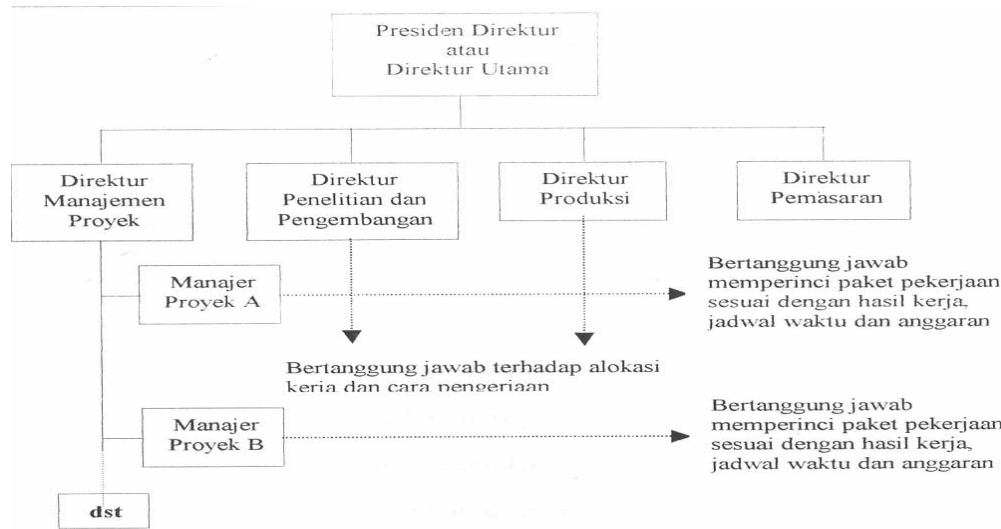 Presiden Direktur
atau
Direktur Utama
Direktur
Manajemen
Proyek
Direktur
Penelitian dan
Pengembangan
Direktur
Produksi
Direktur
Pemasaran
Manajer
Proyek A
Bertanggung jawab
memperinci paket pekerjaan
sesuai dengan hasil kerja,
jadwal waktu dan anggaran
Bertanggung jawab terhadap alokasi
kerja dan cara pengerjaan
Manajer
Proyek B
Bertanggung jawab
memperinci paket pekerjaan
sesuai dengan hasil kerja,
jadwal waktu dan anggaran
dst